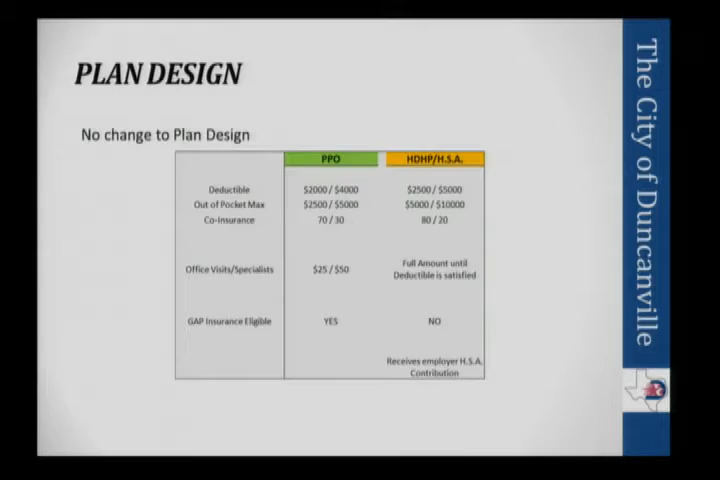 PLAN DESIGN
No change to Plan Design
PPO HDHP/H.S.A.
Deductible $2000 / $4000 $2500 / $5000
Out of Pocket Max $2500 / $5000 $5000 / $10000
Co-Insurance 70 / 30 80 / 20
Office Visits/Specialists $25 / $50 Full Amount until
Deductible is satisfied
GAP Insurance Eligible YES NO
Receives employer H.S.A.
Contribution
The City of Duncanville